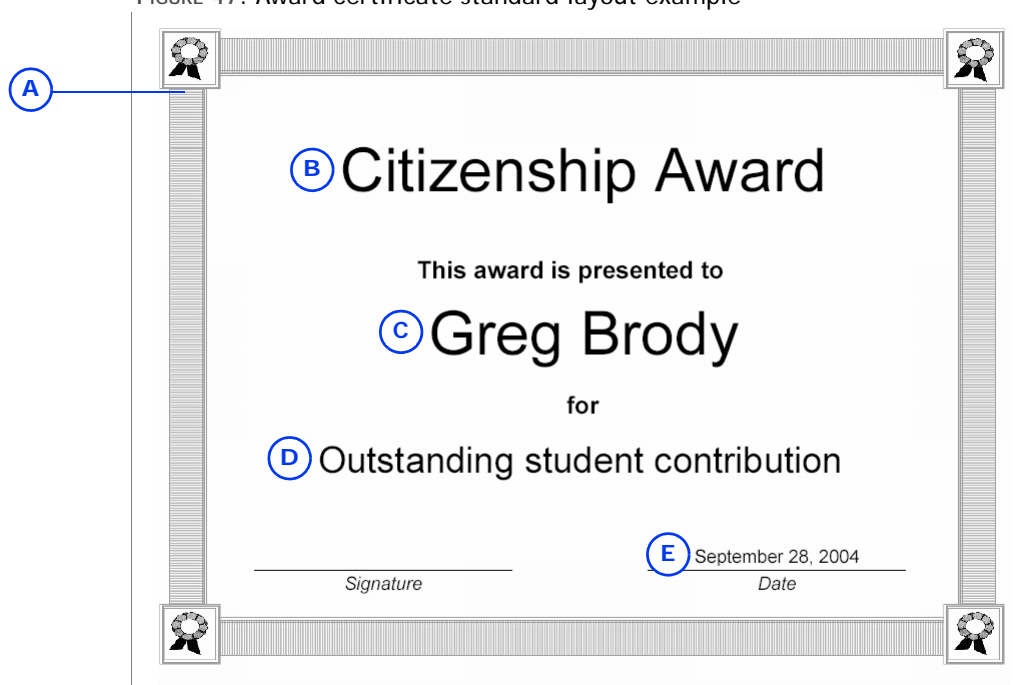 FIGURE 17. Award certificate standard layout example
A
B Citizenship Award
This award is presented to
C Greg Brody
for
D Outstanding student contribution
E September 28, 2004
Signature Date